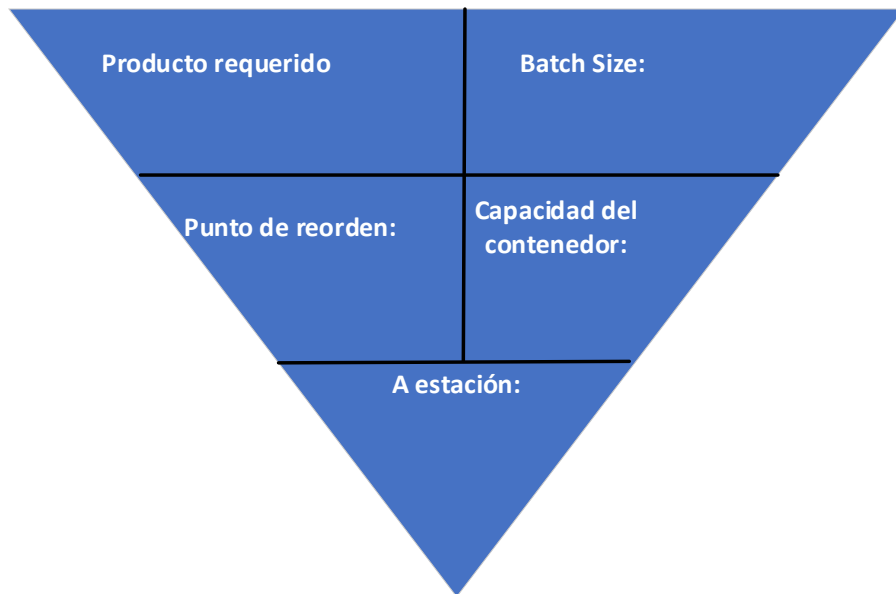 Producto requerido
Batch Size:
Punto de reorden:
Capacidad del
contenedor:
A estación: